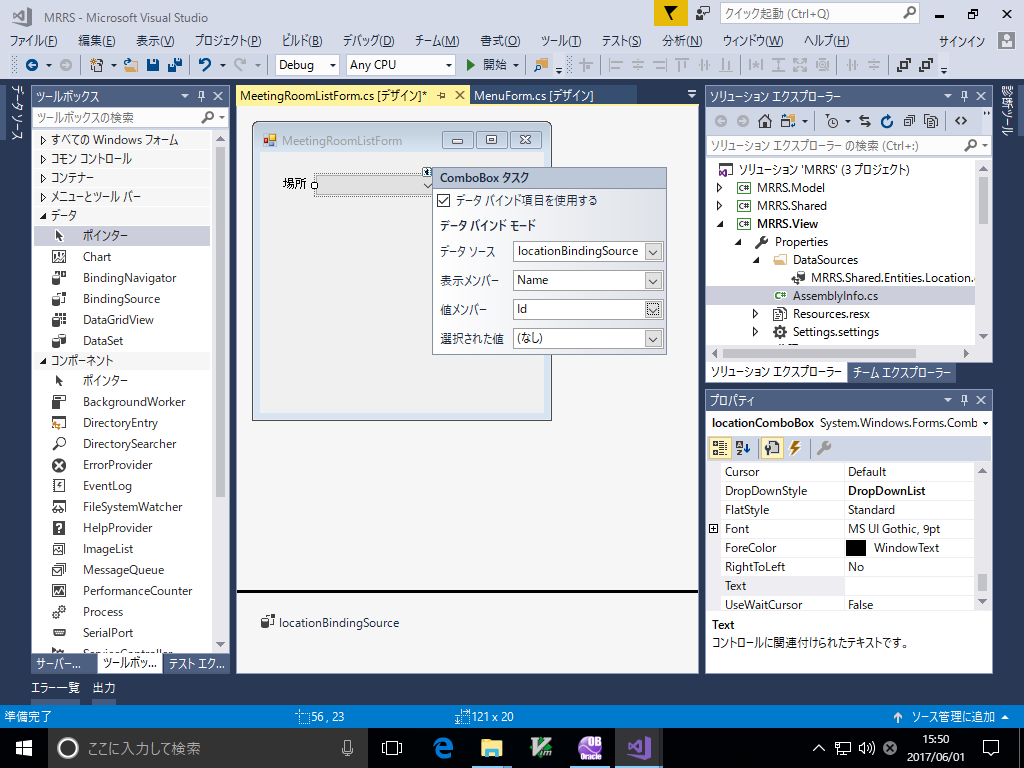 MRRS - Microsoft Visual Studio
クイック起動 (Ctrl+Q)
ファイル(F) 編集(E) 表示(V) プロジェクト(P) ビルド(B) デバッグ(D) チーム(M) 書式(O) ツール(T) テスト(S) 分析(N) ウィンドウ(W) ヘルプ(H) サインイン
Debug Any CPU 開始
データ ソース
ツールボックス
ツールボックスの検索
すべての Windows フォーム
コモン コントロール
コンテナー
メニューとツール バー
データ
ポインター
Chart
BindingNavigator
BindingSource
DataGridView
DataSet
コンポーネント
ポインター
BackgroundWorker
DirectoryEntry
DirectorySearcher
ErrorProvider
EventLog
FileSystemWatcher
HelpProvider
ImageList
MessageQueue
PerformanceCounter
Process
SerialPort
ServiceController
サーバー... ツールボッ... テスト エク...
MeetingRoomListForm.cs [デザイン]* MenuForm.cs [デザイン]
MeetingRoomListForm
場所
ComboBox タスク
データ バインド項目を使用する
データ バインド モード
データ ソース locationBindingSource
表示メンバー Name
値メンバー Id
選択された値 (なし)
locationBindingSource
ソリューション エクスプローラー
ソリューション エクスプローラー の検索 (Ctrl+:)
ソリューション 'MRRS' (3 プロジェクト)
MRRS.Model
MRRS.Shared
MRRS.View
Properties
DataSources
MRRS.Shared.Entities.Location.
AssemblyInfo.cs
Resources.resx
Settings.settings
ソリューション エクスプローラー チーム エクスプローラー
診断ツール
プロパティ
locationComboBox System.Windows.Forms.Comb
Cursor Default
DropDownStyle DropDownList
FlatStyle Standard
Font MS UI Gothic, 9pt
ForeColor WindowText
RightToLeft No
Text
UseWaitCursor False
Text
コントロールに関連付けられたテキストです。
エラー一覧 出力
準備完了 56 , 23 121 x 20 ソース管理に追加
ここに入力して検索
OB
Oracle
15:50
2017/06/01